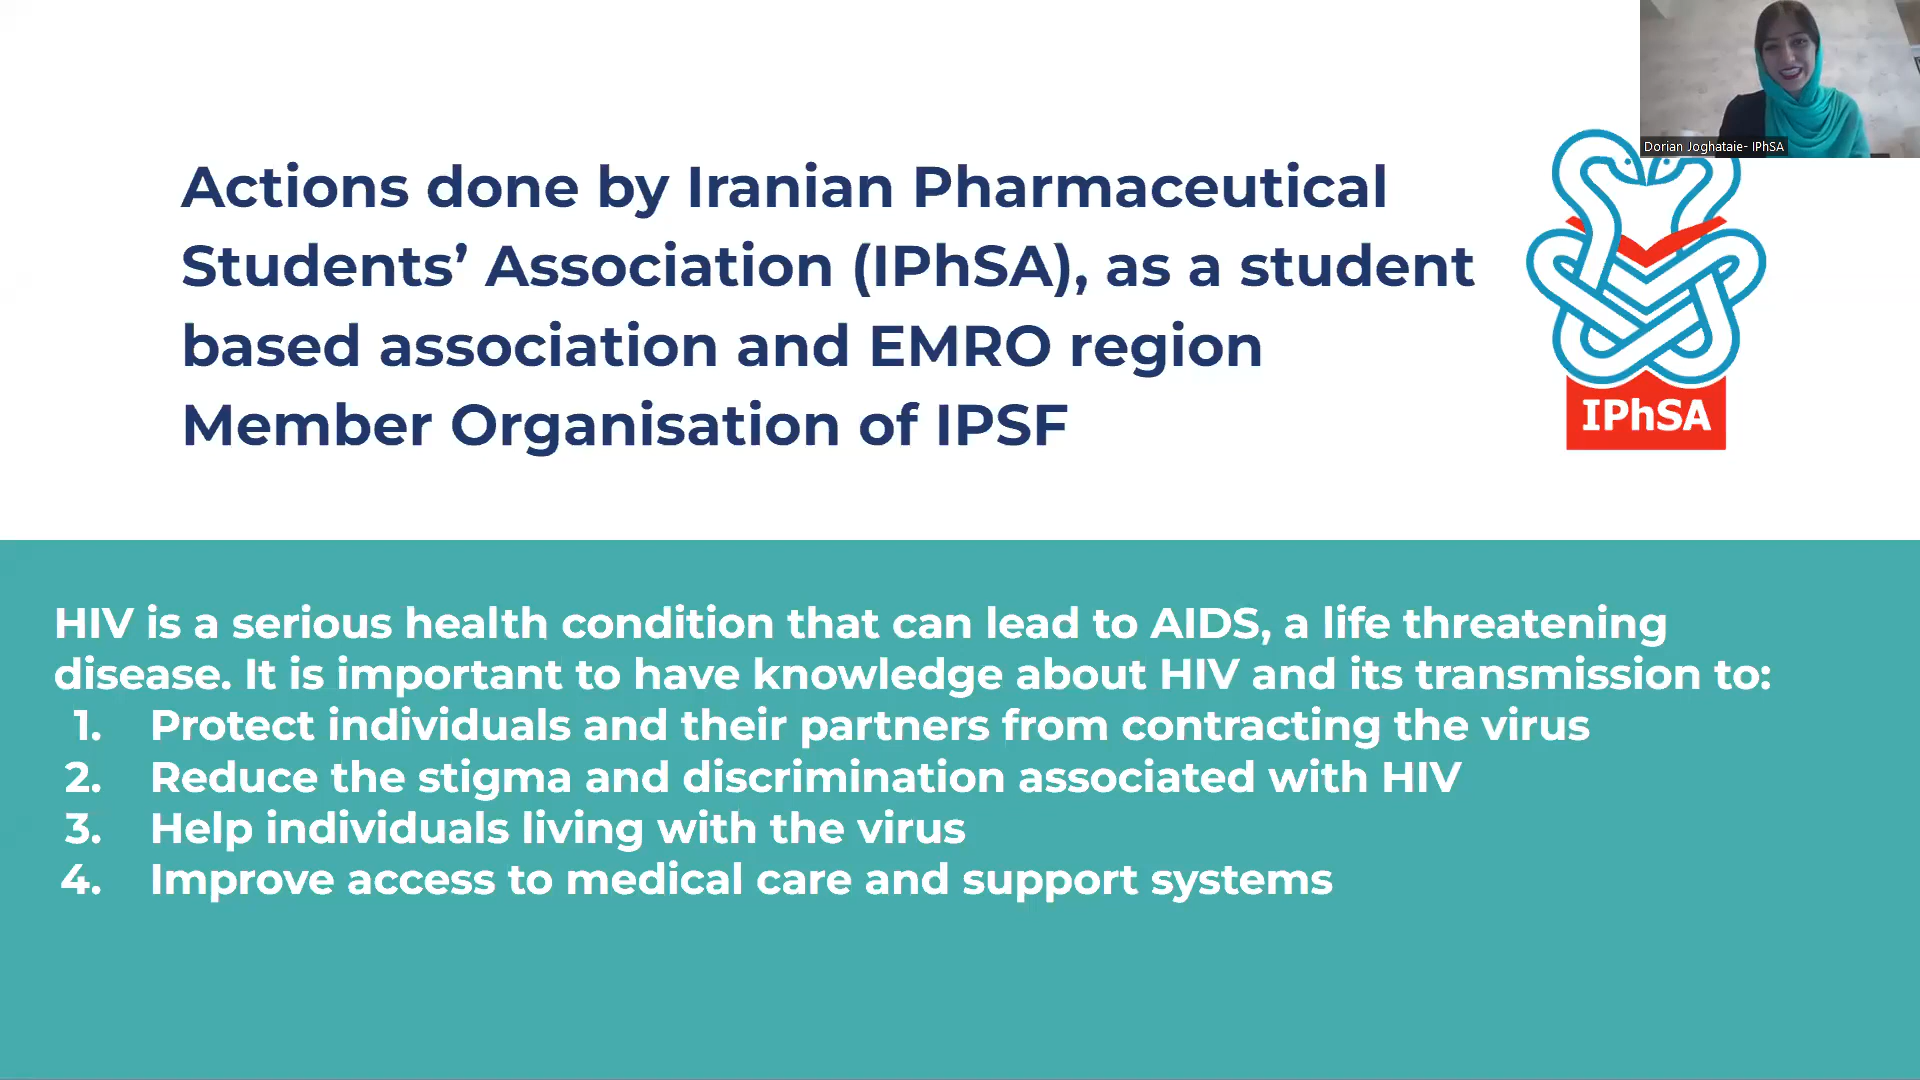 Dorian Joghataie- IPhSA
Actions done by Iranian Pharmaceutical
Students’ Association (IPhSA), as a student
based association and EMRO region
Member Organisation of IPSF
IPhSA
HIV is a serious health condition that can lead to AIDS, a life threatening
disease. It is important to have knowledge about HIV and its transmission to:
1. Protect individuals and their partners from contracting the virus
2. Reduce the stigma and discrimination associated with HIV
3. Help individuals living with the virus
4. Improve access to medical care and support systems